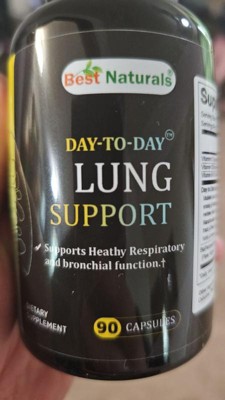 Best Naturals®
DAY-TO-DAY™
LUNG
SUPPORT
✓ Supports Heathy Respiratory
and bronchial function.†
DIETARY
SUPPLEMENT
90 CAPSULES